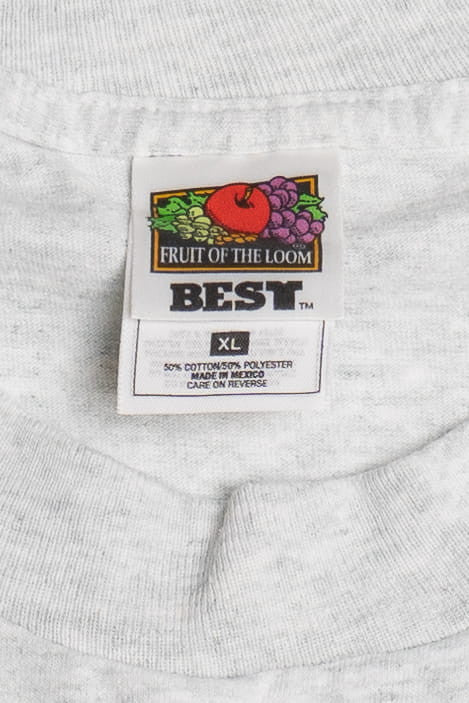 FRUIT OF THE LOOM
BEST™
XL
50% COTTON/50% POLYESTER
MADE IN MEXICO
CARE ON REVERSE